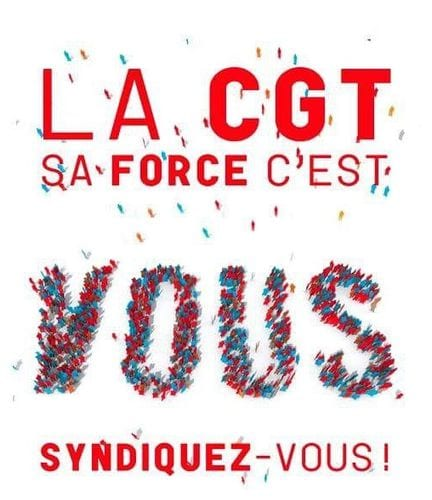 LA CGT
SA FORCE C'EST
VOUS
SYNDIQUEZ-VOUS !